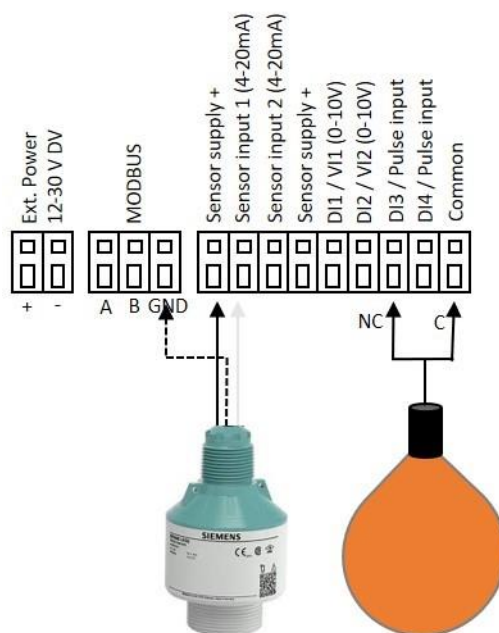 Ext. Power
12-30 V DV
MODBUS
Sensor supply +
Sensor input 1 (4-20mA)
Sensor input 2 (4-20mA)
Sensor supply +
DI1 / VI1 (0-10V)
DI2 / VI2 (0-10V)
DI3 / Pulse input
DI4 / Pulse input
Common
+ -
A B GND
NC C
SIEMENS
CE